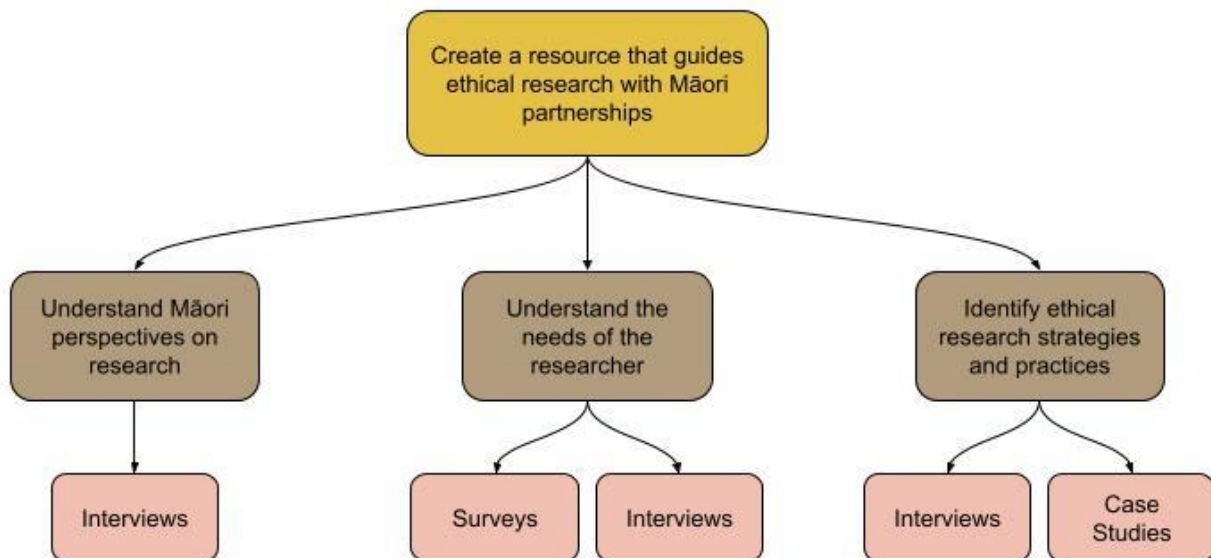 Create a resource that guides
ethical research with Māori
partnerships
Understand Māori
perspectives on
research
Understand the
needs of the
researcher
Identify ethical
research strategies
and practices
Interviews
Surveys
Interviews
Interviews
Case
Studies